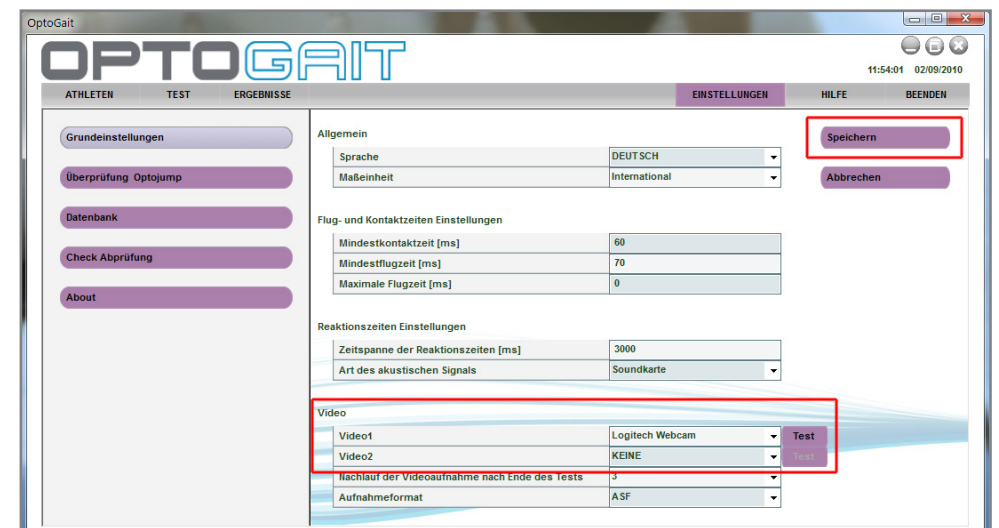 OptoGait
OPTOGAIT
11:54:01 02/09/2010
ATHLETEN TEST ERGEBNISSE EINSTELLUNGEN HILFE BEENDEN
Grundeinstellungen
Überprüfung Optojump
Datenbank
Check Abprüfung
About
Allgemein
Sprache DEUTSCH
Maßeinheit International
Flug- und Kontaktzeiten Einstellungen
Mindestkontaktzeit [ms] 60
Mindestflugzeit [ms] 70
Maximale Flugzeit [ms] 0
Reaktionszeiten Einstellungen
Zeitspanne der Reaktionszeiten [ms] 3000
Art des akustischen Signals Soundkarte
Video
Video1 Logitech Webcam Test
Video2 KEINE Test
Nachlauf der Videoaufnahme nach Ende des Tests 3
Aufnahmeformat ASF
Speichern
Abbrechen